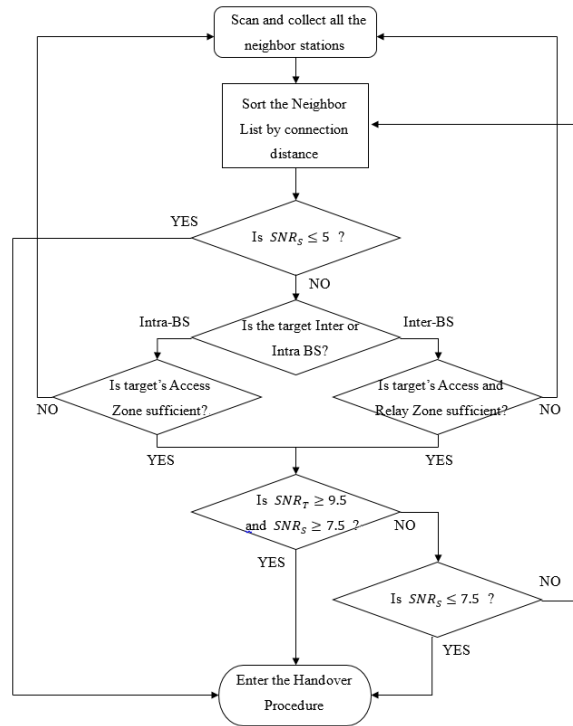 Scan and collect all the
neighbor stations
Sort the Neighbor
List by connection
distance
YES
Is SNR_S ≤ 5 ?
NO
Intra-BS
Is the target Inter or
Intra BS?
Inter-BS
Is target's Access
Zone sufficient?
NO
Is target's Access and
Relay Zone sufficient?
NO
YES
YES
Is SNR_T ≥ 9.5
and SNR_S ≥ 7.5 ?
NO
YES
Is SNR_S ≤ 7.5 ?
NO
YES
Enter the Handover
Procedure